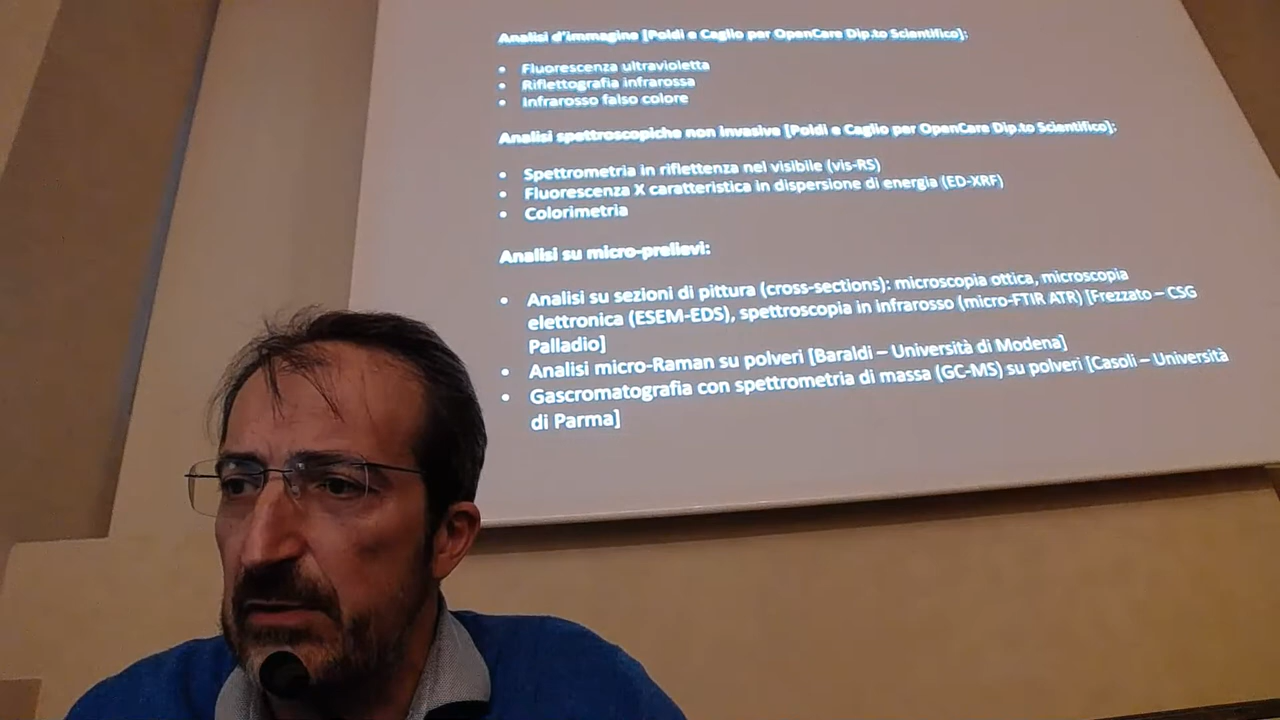 Analisi d'immagine [Poldi e Caglio per OpenCare Dip.to Scientifico]:
• Fluorescenza ultravioletta
• Riflettografia infrarossa
• Infrarosso falso colore
Analisi spettroscopiche non invasive [Poldi e Caglio per OpenCare Dip.to Scientifico]:
• Spettrometria in riflettenza nel visibile (vis-RS)
• Fluorescenza X caratteristica in dispersione di energia (ED-XRF)
• Colorimetria
Analisi su micro-prelievi:
• Analisi su sezioni di pittura (cross-sections): microscopia ottica, microscopia
elettronica (ESEM-EDS), spettroscopia in infrarosso (micro-FTIR ATR) [Frezzato – CSG
Palladio]
• Analisi micro-Raman su polveri [Baraldi – Università di Modena]
• Gascromatografia con spettrometria di massa (GC-MS) su polveri [Casoli – Università
di Parma]